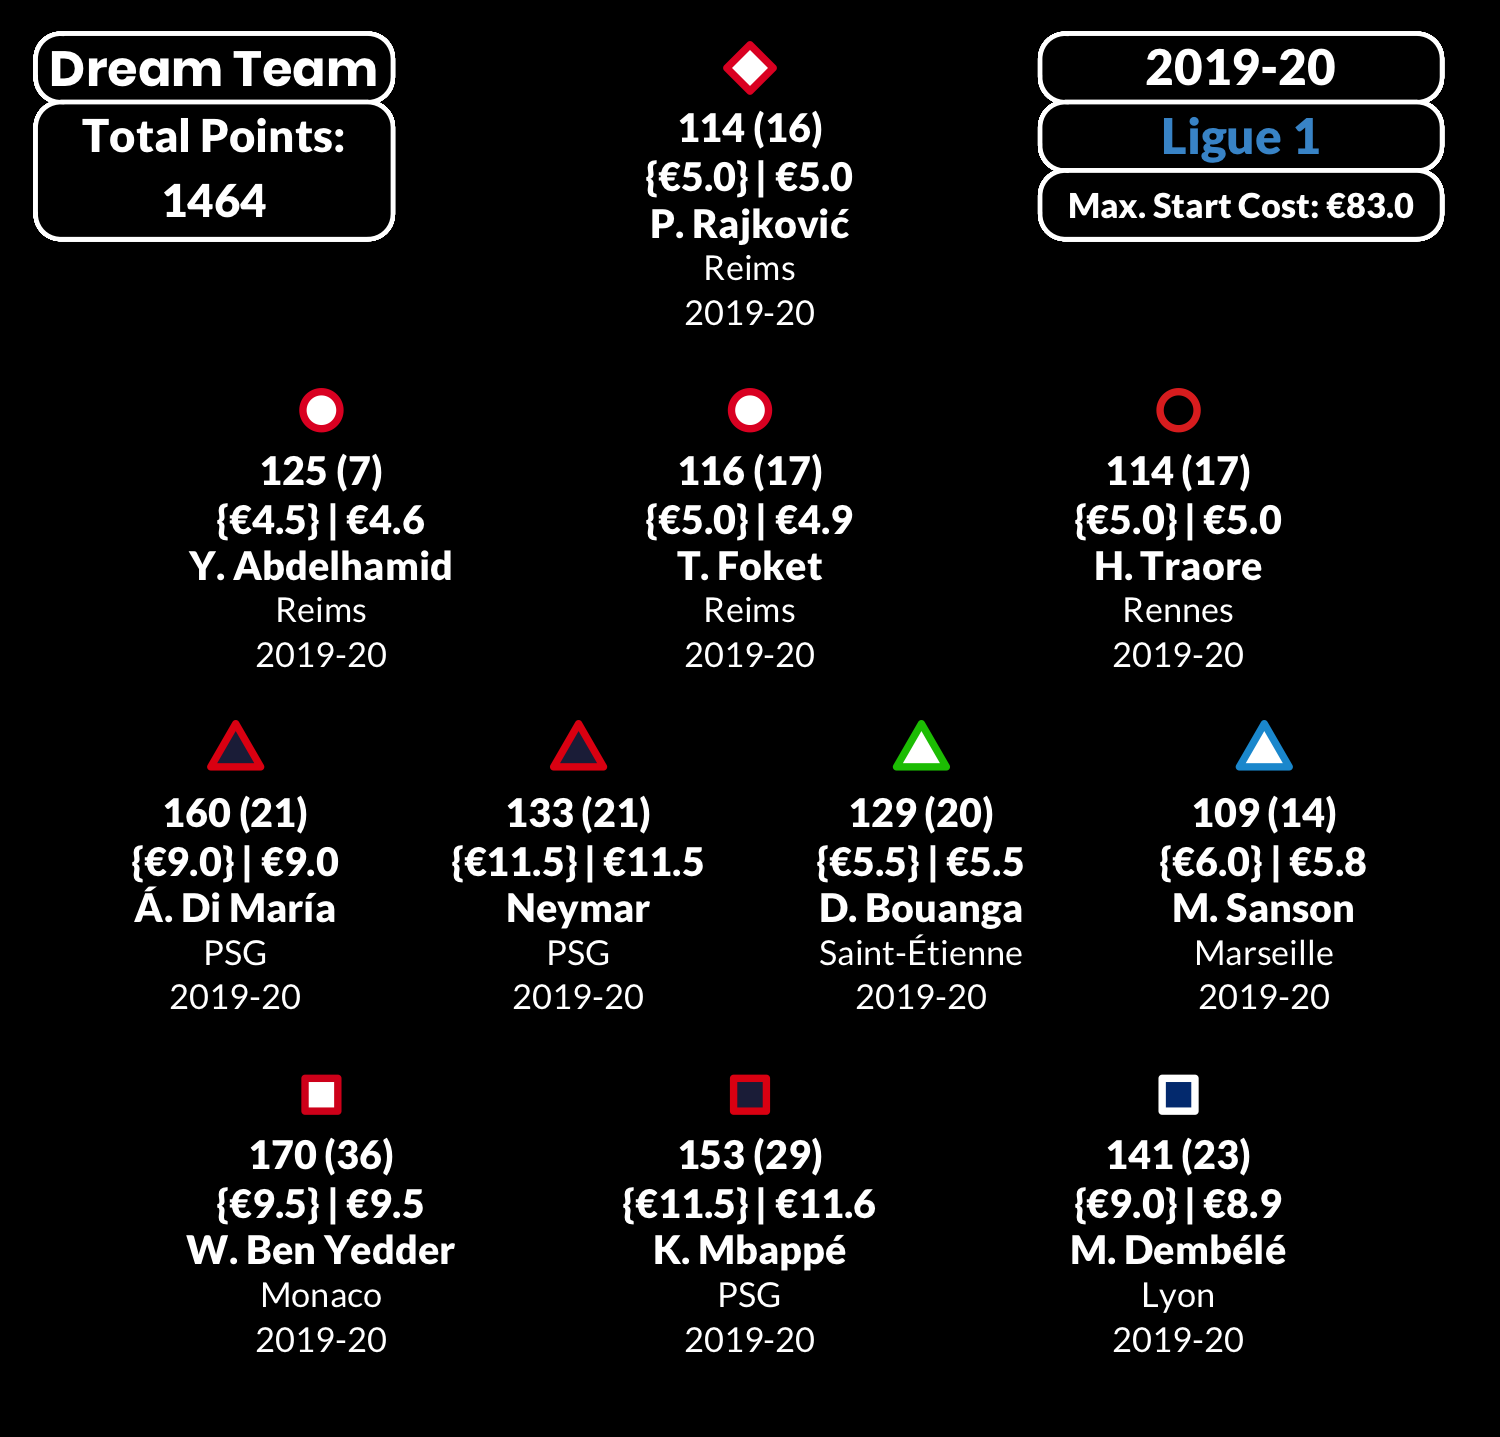 Dream Team
Total Points:
1464
2019-20
Ligue 1
Max. Start Cost: €83.0
114 (16)
{€5.0} | €5.0
P. Rajković
Reims
2019-20
125 (7)
{€4.5} | €4.6
Y. Abdelhamid
Reims
2019-20
116 (17)
{€5.0} | €4.9
T. Foket
Reims
2019-20
114 (17)
{€5.0} | €5.0
H. Traore
Rennes
2019-20
160 (21)
{€9.0} | €9.0
Á. Di María
PSG
2019-20
133 (21)
{€11.5} | €11.5
Neymar
PSG
2019-20
129 (20)
{€5.5} | €5.5
D. Bouanga
Saint-Étienne
2019-20
109 (14)
{€6.0} | €5.8
M. Sanson
Marseille
2019-20
170 (36)
{€9.5} | €9.5
W. Ben Yedder
Monaco
2019-20
153 (29)
{€11.5} | €11.6
K. Mbappé
PSG
2019-20
141 (23)
{€9.0} | €8.9
M. Dembélé
Lyon
2019-20